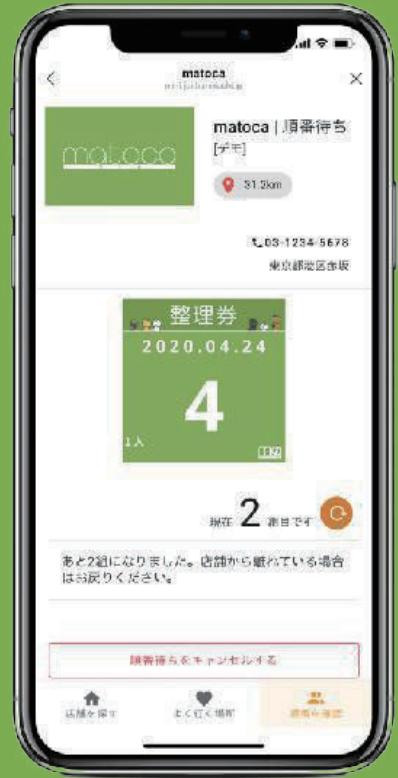 matoca
matoca
matoca | 順番待ち
[デモ]
31.2km
03-1234-5678
東京都港区赤坂
整理券
2020.04.24
4
1人
現在 2 組目です
あと2組になりました。店舗から離れている場合
はお戻りください。
順番待ちをキャンセルする
店舗を探す
よく行く場所
順番を確認